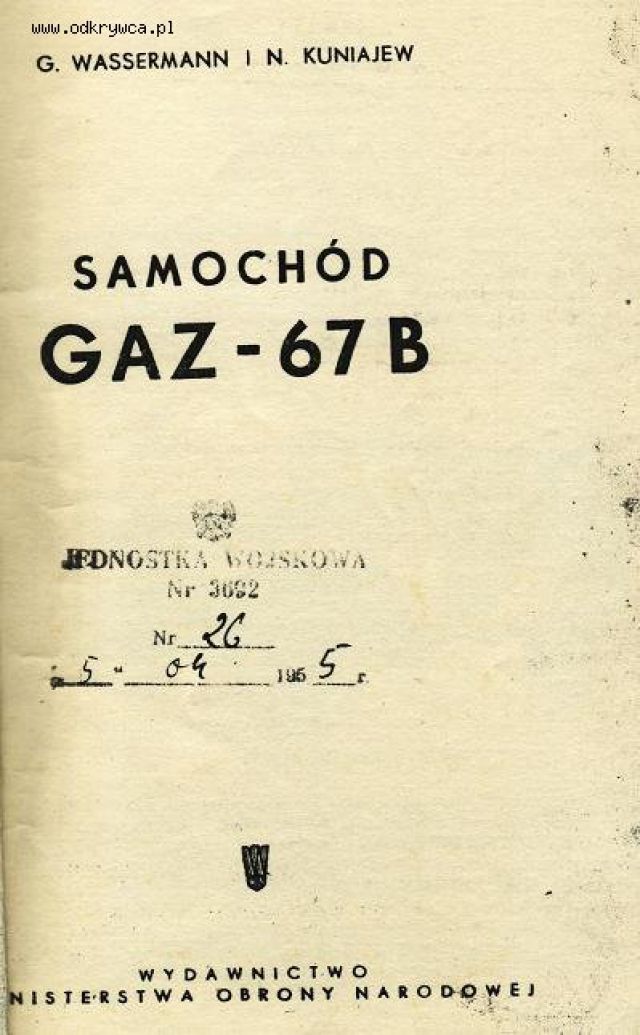 www.odkrywca.pl
G. WASSERMANN I N. KUNIAJEW
SAMOCHÓD
GAZ-67B
JEDNOSTKA WOJSKOWA
Nr 3692
Nr 26
"5" 04 1955 r.
WYDAWNICTWO
NISTERSTWA OBRONY NARODOWEJ